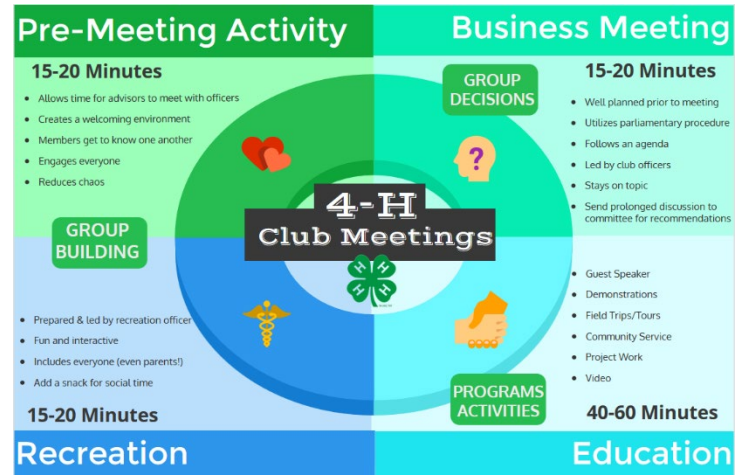 Pre-Meeting Activity
15-20 Minutes
• Allows time for advisors to meet with officers
• Creates a welcoming environment
• Members get to know one another
• Engages everyone
• Reduces chaos
GROUP
BUILDING
Business Meeting
GROUP
DECISIONS
15-20 Minutes
• Well planned prior to meeting
• Utilizes parliamentary procedure
• Follows an agenda
• Led by club officers
• Stays on topic
• Send prolonged discussion to
committee for recommendations
?
4-H
Club Meetings
H H
H H
• Prepared & led by recreation officer
• Fun and interactive
• Includes everyone (even parents!)
• Add a snack for social time
15-20 Minutes
Recreation
• Guest Speaker
• Demonstrations
• Field Trips/Tours
• Community Service
• Project Work
• Video
PROGRAMS
ACTIVITIES
40-60 Minutes
Education